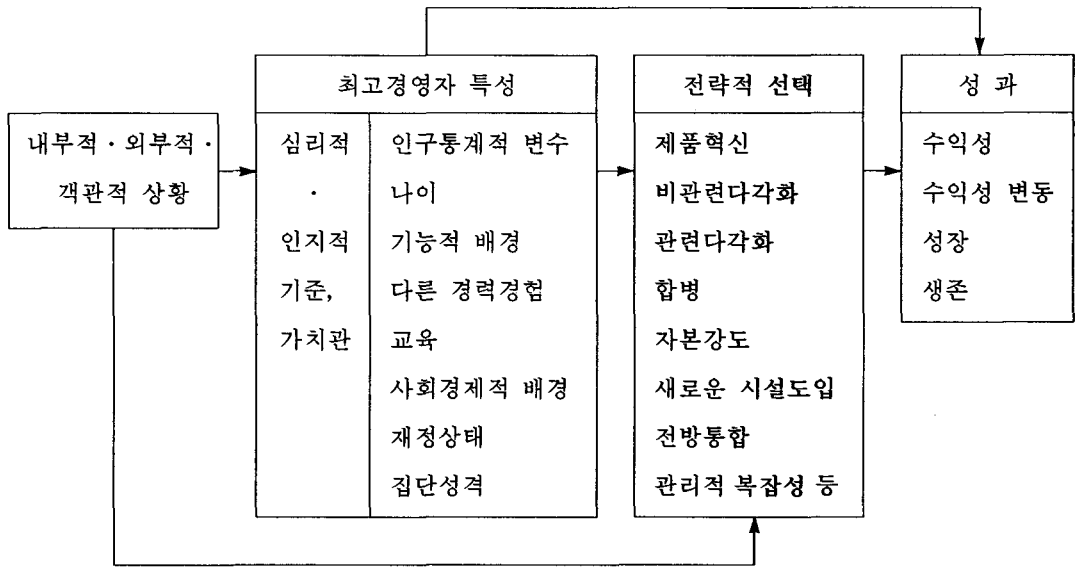 내부적 · 외부적 ·
객관적 상황
최고경영자 특성
심리적
·
인지적
기준,
가치관
인구통계적 변수
나이
기능적 배경
다른 경력경험
교육
사회경제적 배경
재정상태
집단성격
전략적 선택
제품혁신
비관련다각화
관련다각화
합병
자본강도
새로운 시설도입
전방통합
관리적 복잡성 등
성 과
수익성
수익성 변동
성장
생존